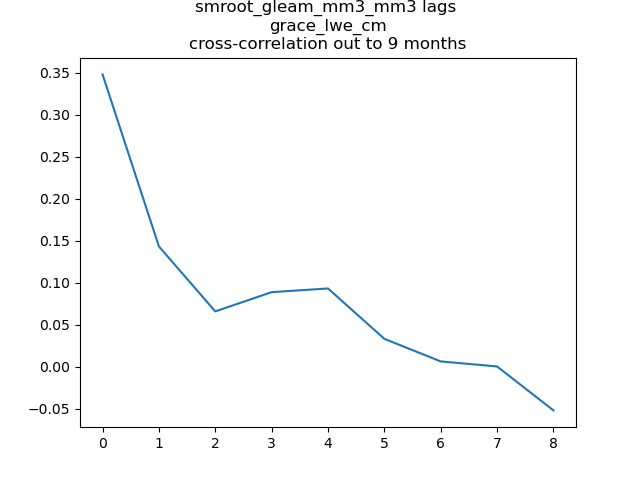 smroot_gleam_mm3_mm3 lags
grace_lwe_cm
cross-correlation out to 9 months
0.35
0.30
0.25
0.20
0.15
0.10
0.05
0.00
−0.05
0 1 2 3 4 5 6 7 8